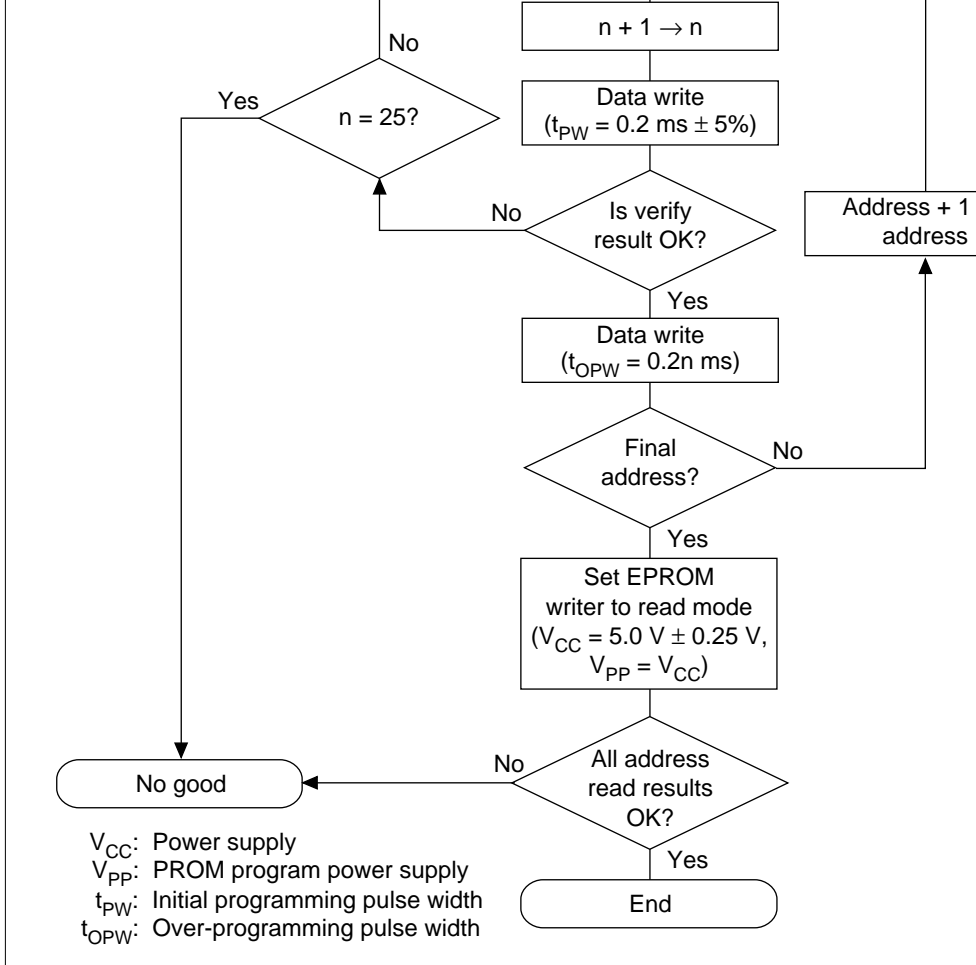 n + 1 → n
No
Yes
n = 25?
Data write
(tPW = 0.2 ms ± 5%)
No
Is verify
result OK?
Address + 1
address
Yes
Data write
(tOPW = 0.2n ms)
Final
address?
No
Yes
Set EPROM
writer to read mode
(VCC = 5.0 V ± 0.25 V,
VPP = VCC)
No
All address
read results
OK?
No good
Yes
End
VCC: Power supply
VPP: PROM program power supply
tPW: Initial programming pulse width
tOPW: Over-programming pulse width